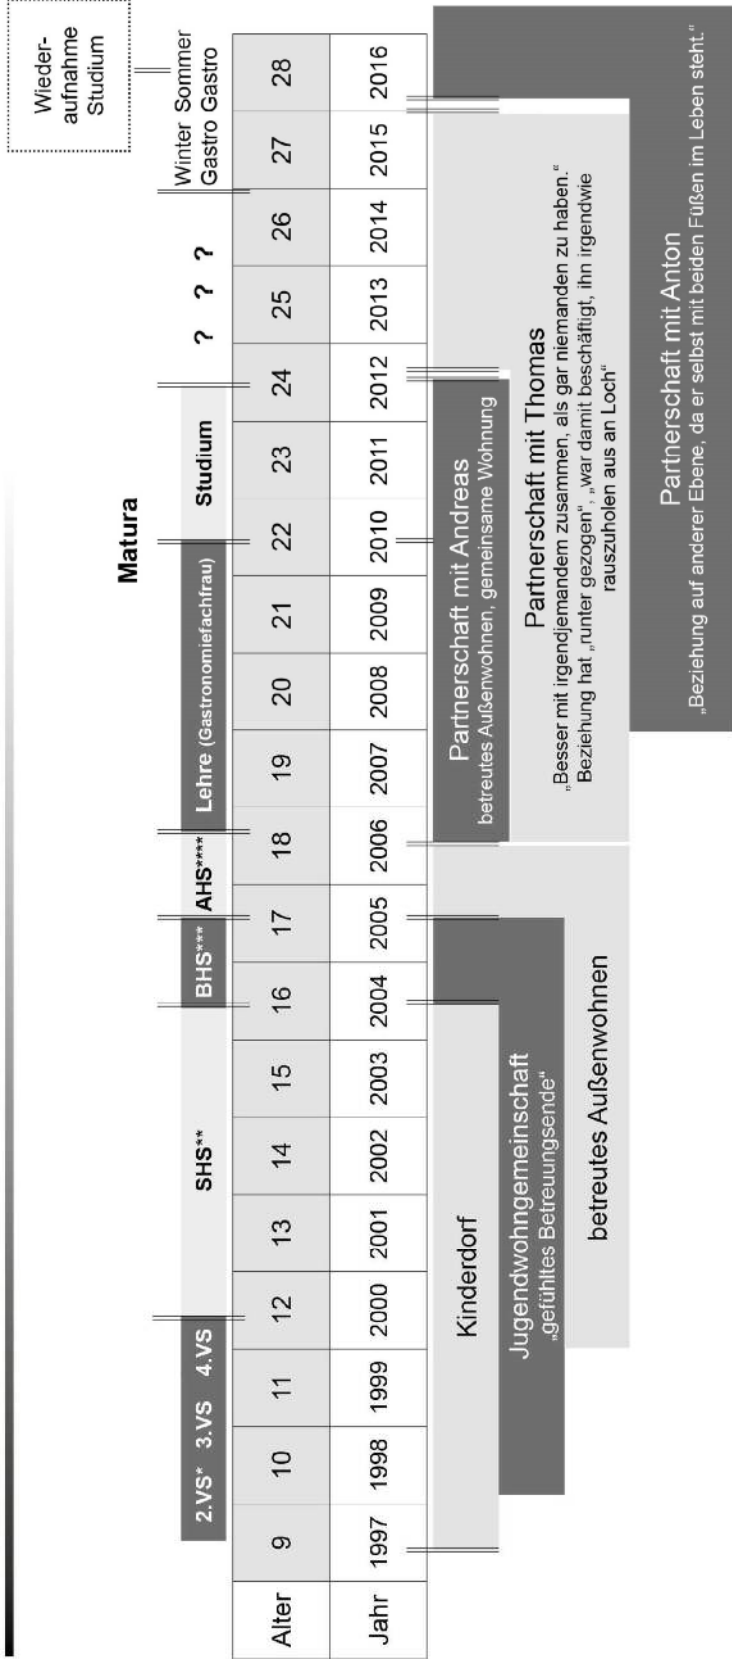 Wieder-
aufnahme
Studium
Matura
Winter Sommer
Gastro Gastro
2.VS* 3.VS 4.VS
SHS**
BHS***
AHS****
Lehre (Gastronomiefachfrau)
Studium
? ? ?
Alter 9 10 11 12 13 14 15 16 17 18 19 20 21 22 23 24 25 26 27 28
Jahr 1997 1998 1999 2000 2001 2002 2003 2004 2005 2006 2007 2008 2009 2010 2011 2012 2013 2014 2015 2016
Kinderdorf
Jugendwohngemeinschaft
„gefühltes Betreuungsende“
betreutes Außenwohnen
Partnerschaft mit Andreas
betreutes Außenwohnen, gemeinsame Wohnung
Partnerschaft mit Thomas
„Besser mit irgendjemandem zusammen, als gar niemanden zu haben.“
Beziehung hat „runter gezogen“, „war damit beschäftigt, ihn irgendwie
rauszuholen aus an Loch“
Partnerschaft mit Anton
„Beziehung auf anderer Ebene, da er selbst mit beiden Füßen im Leben steht.“